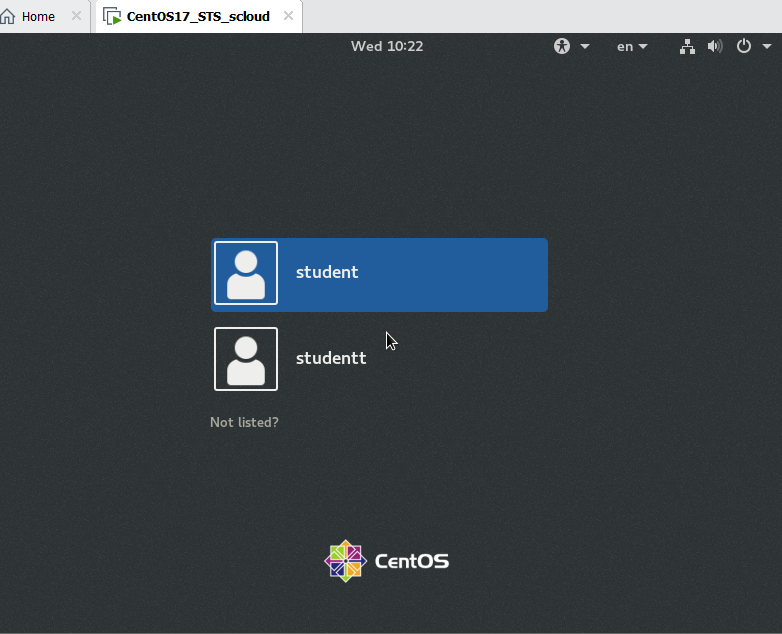 Home
CentOS17_STS_scloud
Wed 10:22
en
student
studentt
Not listed?
CentOS